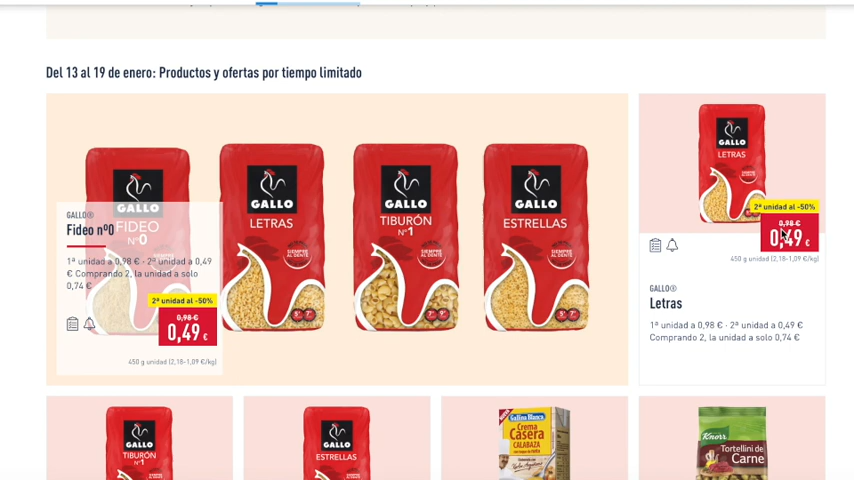 Del 13 al 19 de enero: Productos y ofertas por tiempo limitado
GALLO
FIDEO
Nº0
GALLO
LETRAS
SIEMPRE
AL DENTE
GALLO
TIBURÓN
Nº1
SIEMPRE
AL DENTE
GALLO
ESTRELLAS
SIEMPRE
AL DENTE
GALLO®
Fideo nº0
1ª unidad a 0,98 € · 2ª unidad a 0,49
€ Comprando 2, la unidad a solo
0,74 €
2ª unidad al -50%
0,98 €
0,49 €
450 g unidad (2,18-1,09 €/kg)
GALLO
LETRAS
2ª unidad al -50%
0,98 €
0,49 €
450 g unidad (2,18-1,09 €/kg)
GALLO®
Letras
1ª unidad a 0,98 € · 2ª unidad a 0,49 €
Comprando 2, la unidad a solo 0,74 €
GALLO
TIBURÓN
Nº1
GALLO
ESTRELLAS
Gallina Blanca
Crema
Casera
CALABAZA
Knorr
Tortellini de
Carne